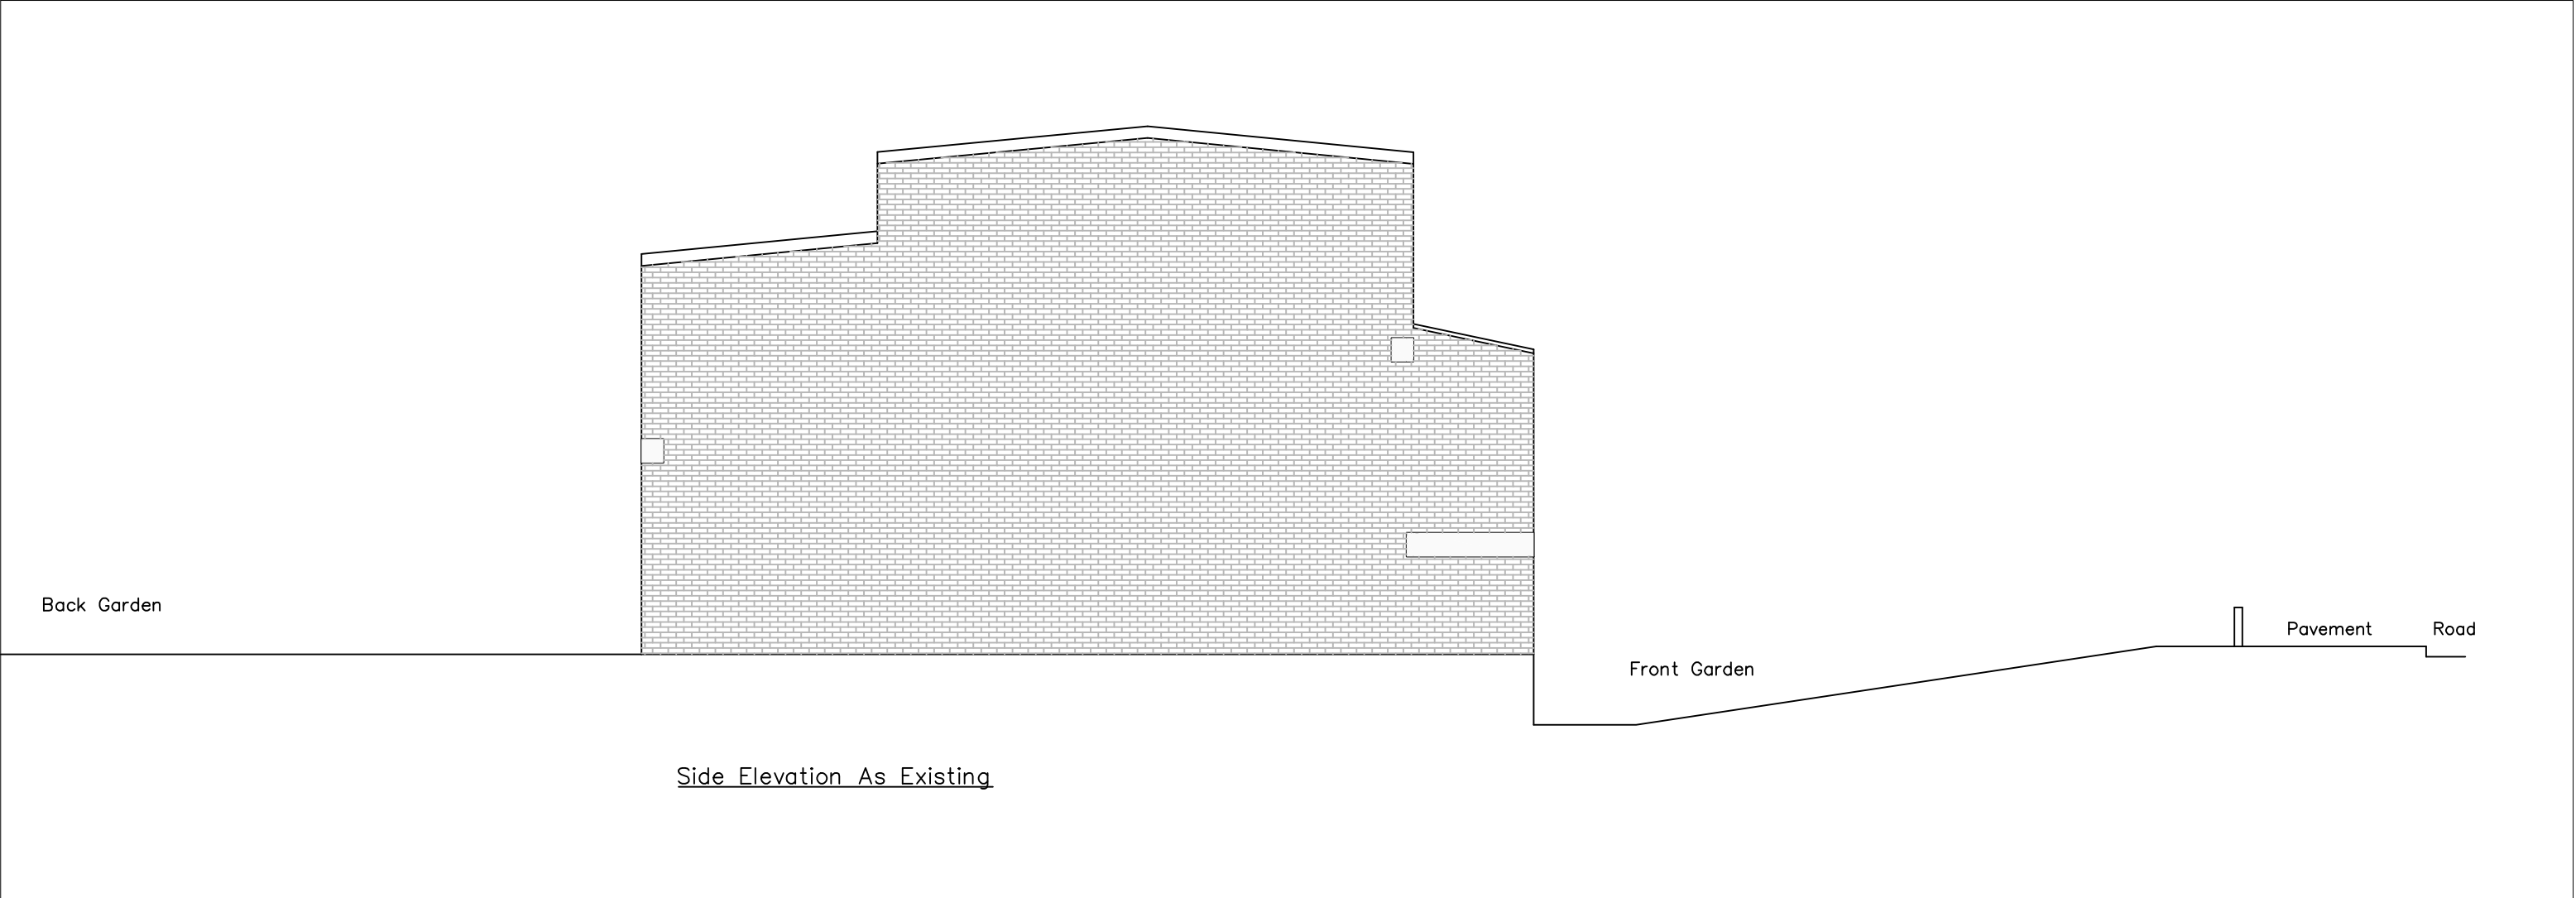 Back Garden
Pavement
Road
Front Garden
Side Elevation As Existing